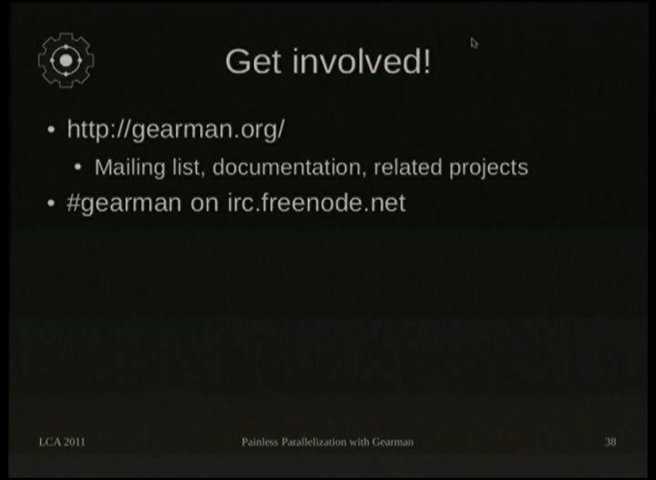 Get involved!
• http://gearman.org/
• Mailing list, documentation, related projects
• #gearman on irc.freenode.net
LCA 2011 Painless Parallelization with Gearman 38